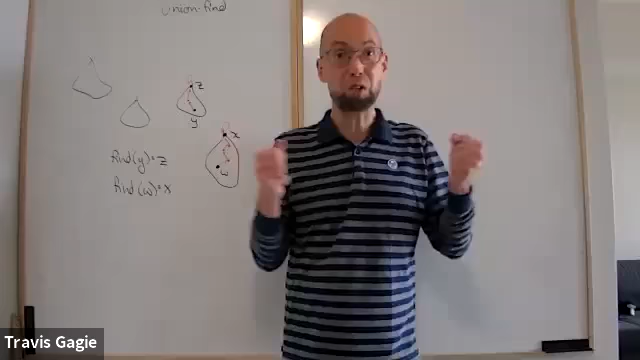 Union-Find
z
y
x
w
find(y)=z
find(w)=x
Travis Gagie